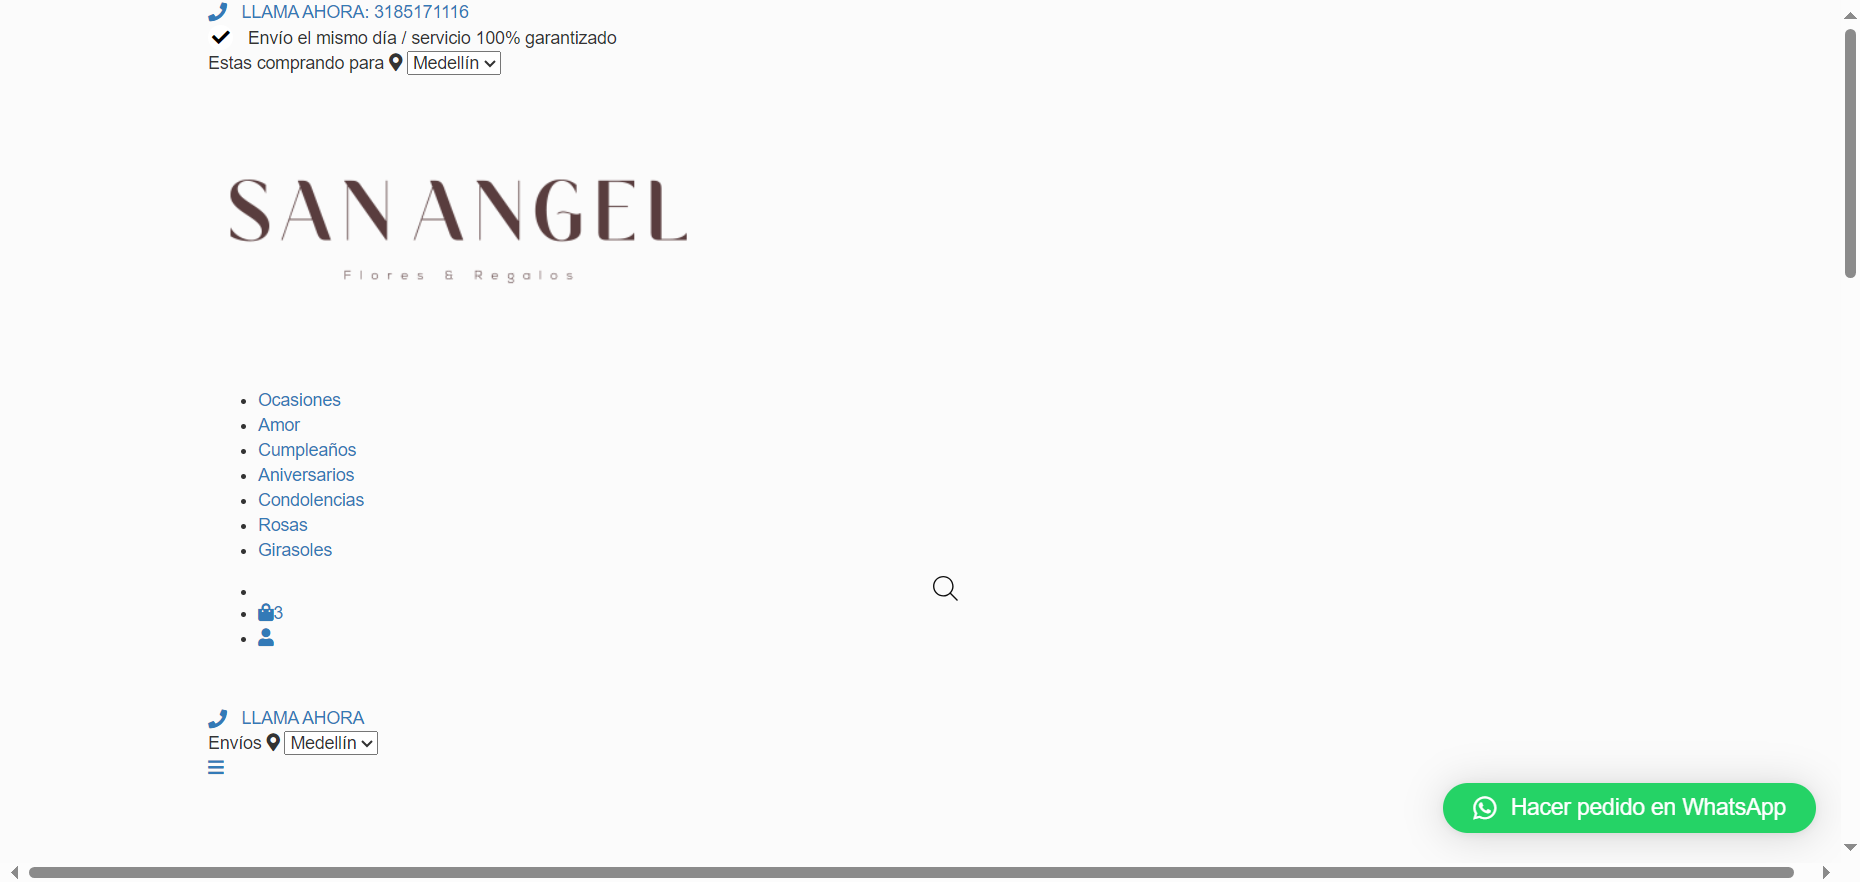 LLAMA AHORA: 3185171116
Envío el mismo día / servicio 100% garantizado
Estas comprando para Medellín
SAN ANGEL
Flores & Regalos
Ocasiones
Amor
Cumpleaños
Aniversarios
Condolencias
Rosas
Girasoles
3
LLAMA AHORA
Envíos Medellín
Hacer pedido en WhatsApp